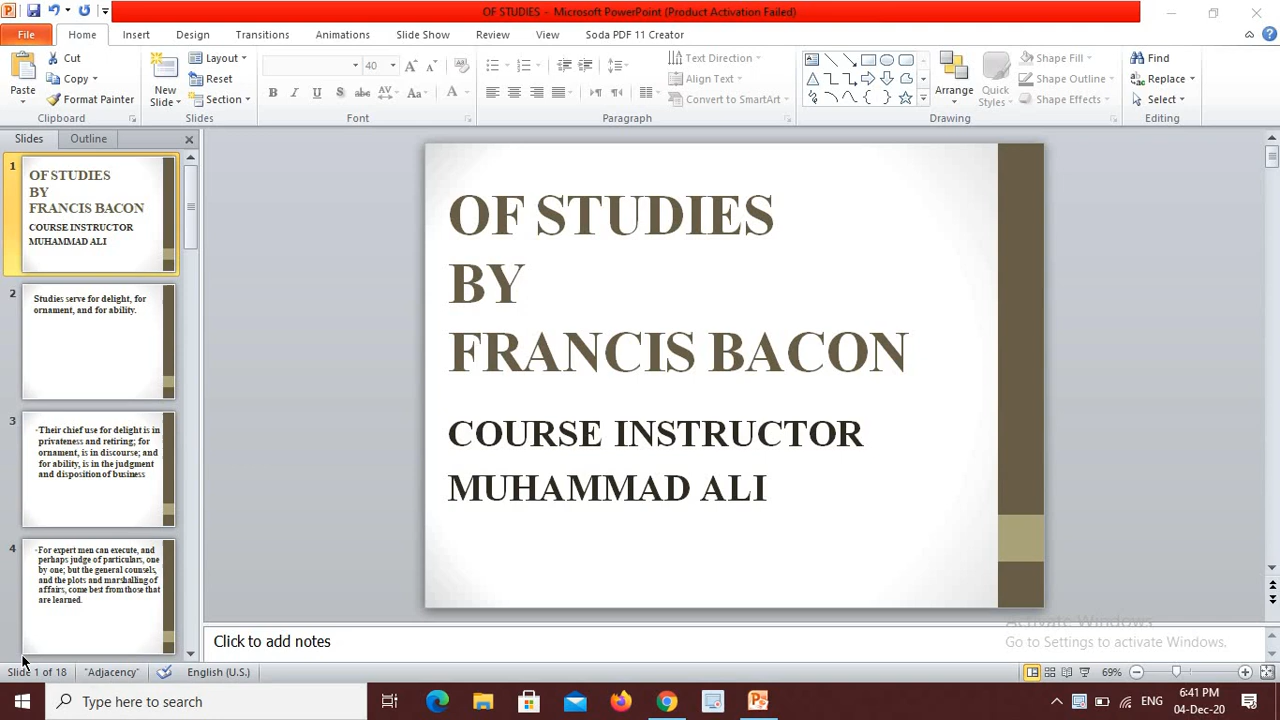 OF STUDIES - Microsoft PowerPoint (Product Activation Failed)
File Home Insert Design Transitions Animations Slide Show Review View Soda PDF 11 Creator
Paste
Cut
Copy
Format Painter
Clipboard
New
Slide
Layout
Reset
Section
Slides
40
B I U S abc AV Aa A
Font
Text Direction
Align Text
Convert to SmartArt
Paragraph
Arrange
Quick
Styles
Shape Fill
Shape Outline
Shape Effects
Drawing
Find
Replace
Select
Editing
Slides Outline
1
OF STUDIES
BY
FRANCIS BACON
COURSE INSTRUCTOR
MUHAMMAD ALI
2
Studies serve for delight, for
ornament, and for ability.
3
Their chief use for delight is in
privateness and retiring; for
ornament, is in discourse; and
for ability, is in the judgment
and disposition of business
4
For expert men can execute, and
perhaps judge of particulars, one
by one; but the general counsels,
and the plots and marshalling of
affairs, come best from those that
are learned.
OF STUDIES
BY
FRANCIS BACON
COURSE INSTRUCTOR
MUHAMMAD ALI
Click to add notes
Activate Windows
Go to Settings to activate Windows.
Slide 1 of 18 "Adjacency" English (U.S.) 69%
Type here to search
ENG
6:41 PM
04-Dec-20